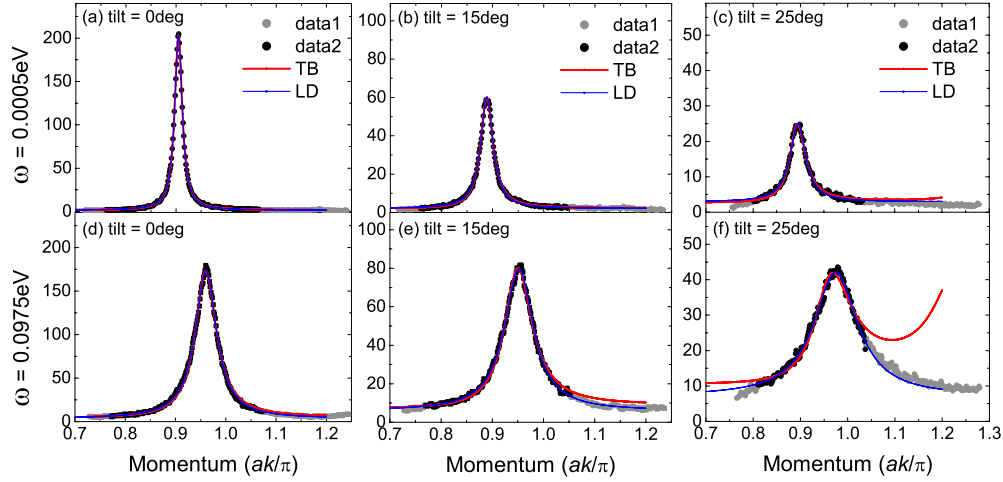 (a) tilt = 0deg
data1
data2
TB
LD
200
150
100
50
0
ω = 0.0005eV
(b) tilt = 15deg
data1
data2
TB
LD
100
80
60
40
20
0
(c) tilt = 25deg
data1
data2
TB
LD
50
40
30
20
10
0
(d) tilt = 0deg
200
150
100
50
0
ω = 0.0975eV
0.7 0.8 0.9 1.0 1.1 1.2
Momentum (ak/π)
(e) tilt = 15deg
100
80
60
40
20
0
0.7 0.8 0.9 1.0 1.1 1.2
Momentum (ak/π)
(f) tilt = 25deg
50
40
30
20
10
0
0.7 0.8 0.9 1.0 1.1 1.2 1.3
Momentum (ak/π)